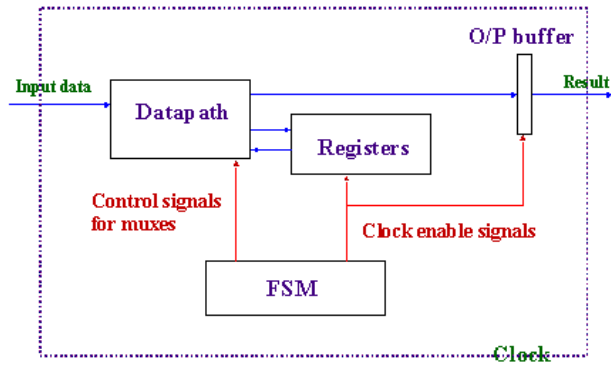 O/P buffer
Input data
Result
Datapath
Registers
Control signals
for muxes
Clock enable signals
FSM
Clock